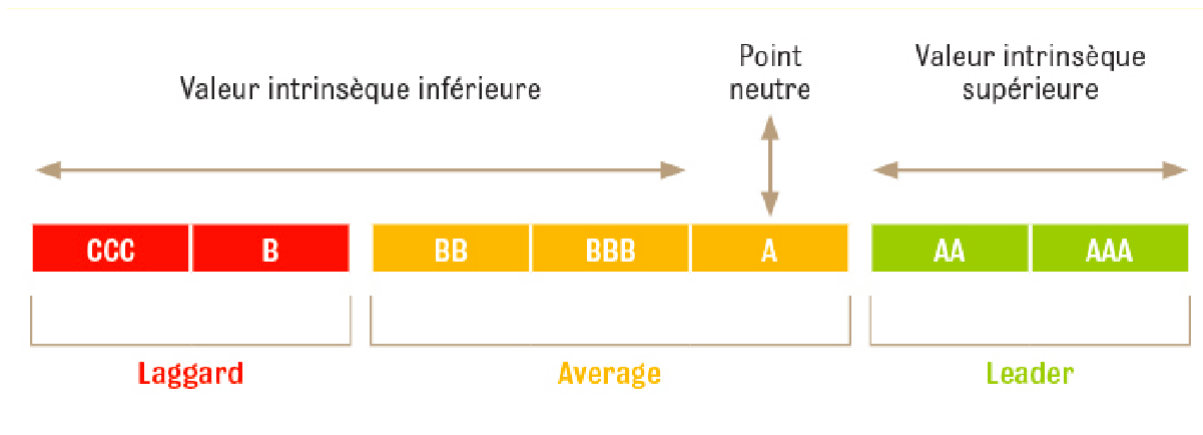 Valeur intrinsèque inférieure
Point
neutre
Valeur intrinsèque
supérieure
CCC B BB BBB A AA AAA
Laggard Average Leader